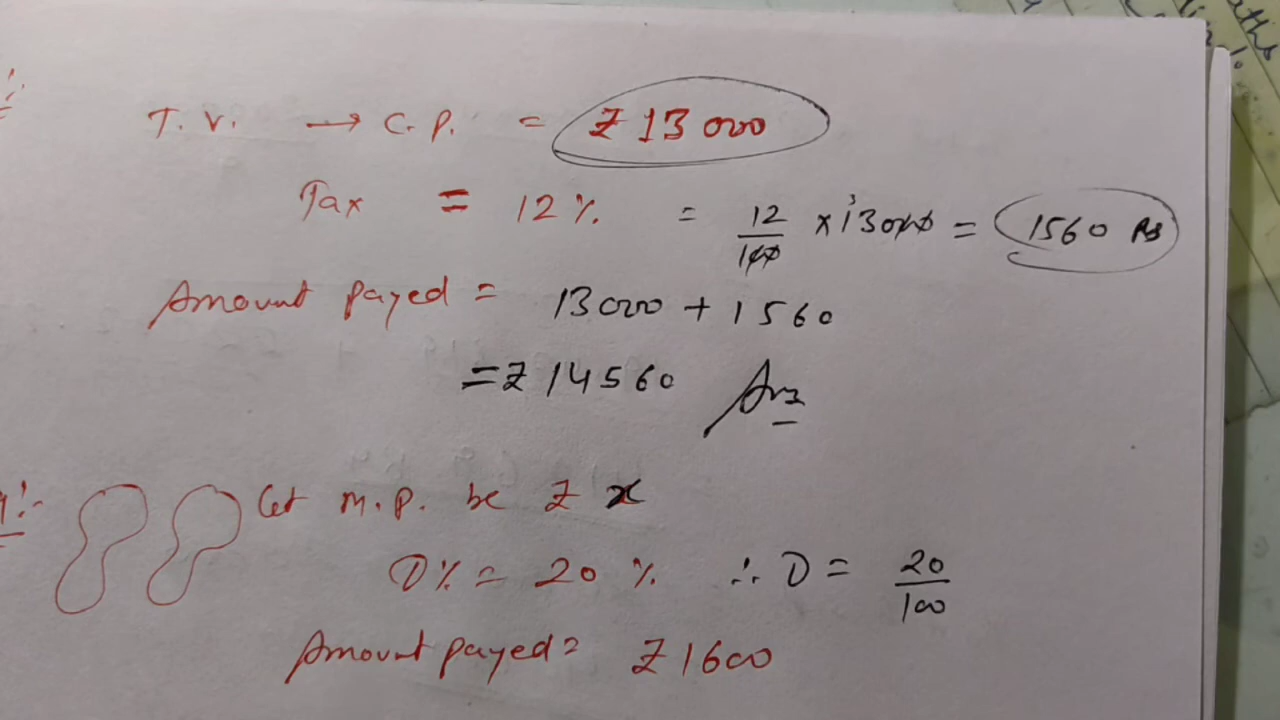 T.V. → C.P. = ₹ 13000
Tax = 12% = 12/100 × 13000 = 1560 Rs
Amount payed = 13000 + 1560
= ₹ 14560 Ans
Let M.P. be ₹ x
D% = 20 % ∴ D = 20/100
Amount payed = ₹ 1600